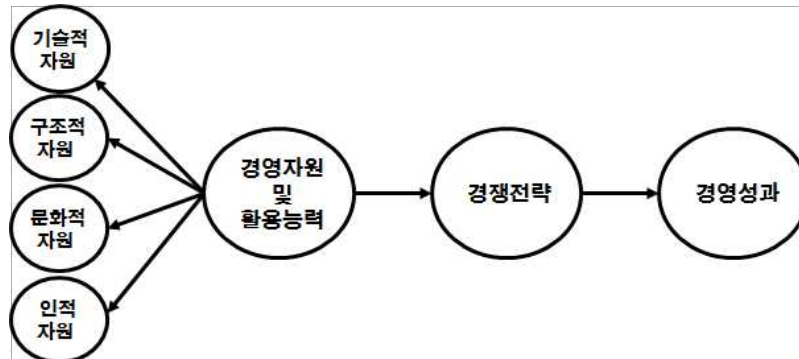 기술적
자원
구조적
자원
문화적
자원
인적
자원
경영자원
및
활용능력
경쟁전략
경영성과